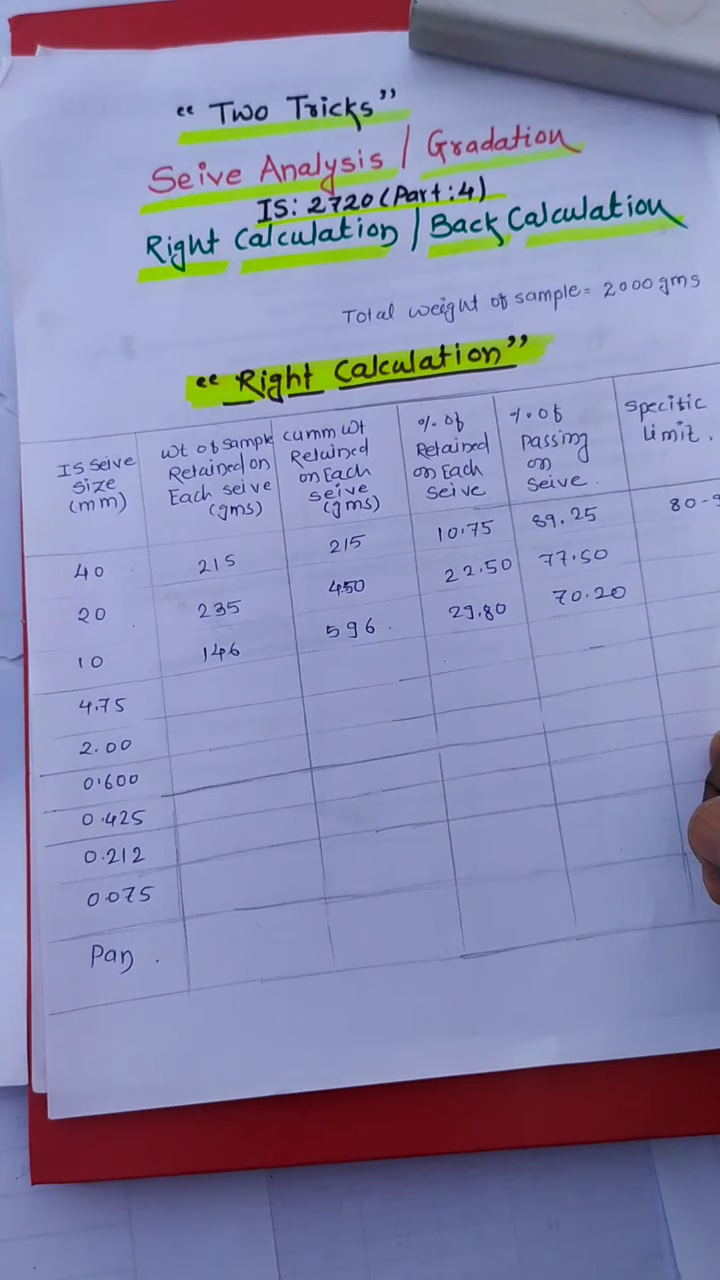 “Two Tricks”
Seive Analysis / Gradation
IS: 2720 (Part:4)
Right Calculation / Back Calculation
Total weight of sample = 2000 gms
“Right Calculation”
IS Seive Size (mm)
Wt of sample Retained on Each seive (gms)
Cumm Wt Retained on Each seive (gms)
% of Retained on Each seive
% of Passing on seive.
Specific limit.
40 215 215 10.75 89.25 80-
20 235 450 22.50 77.50
10 146 596. 29.80 70.20
4.75
2.00
0.600
0.425
0.212
0.075
Pan.